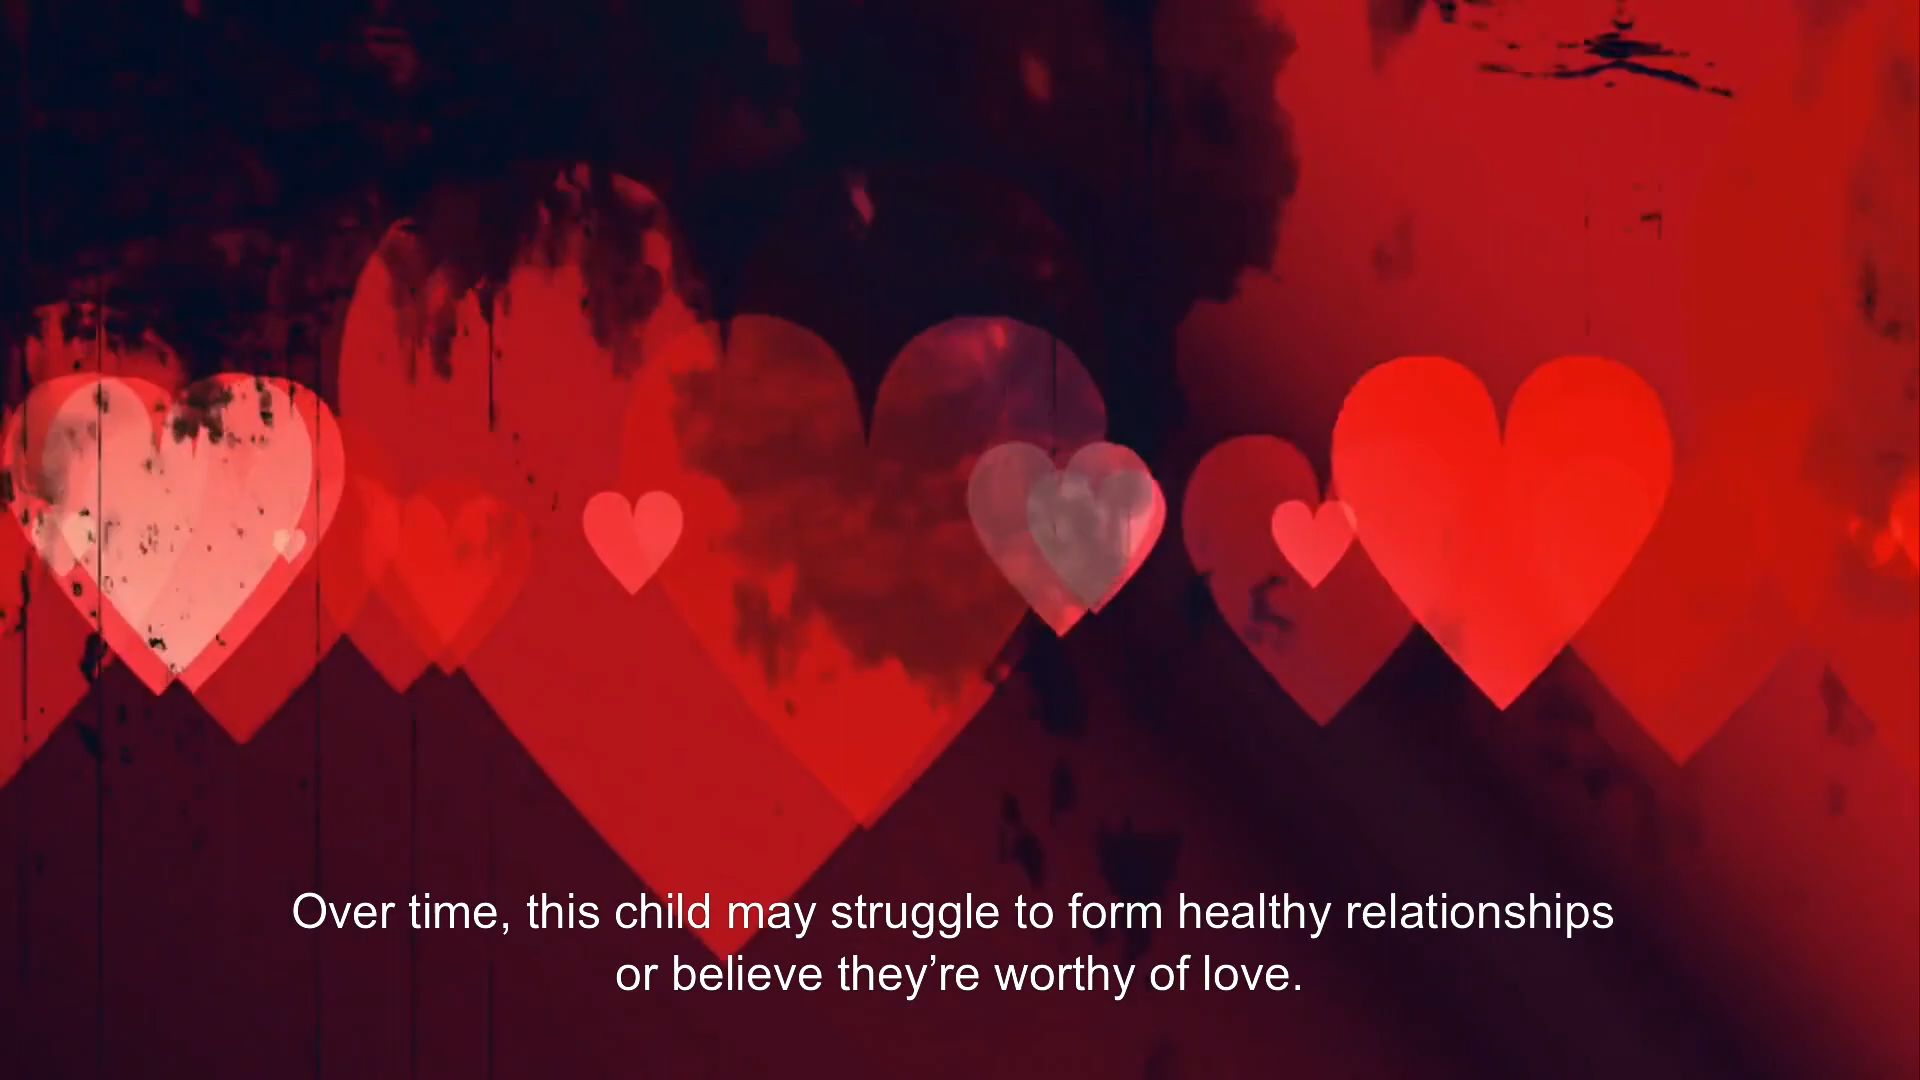 Over time, this child may struggle to form healthy relationships
or believe they’re worthy of love.